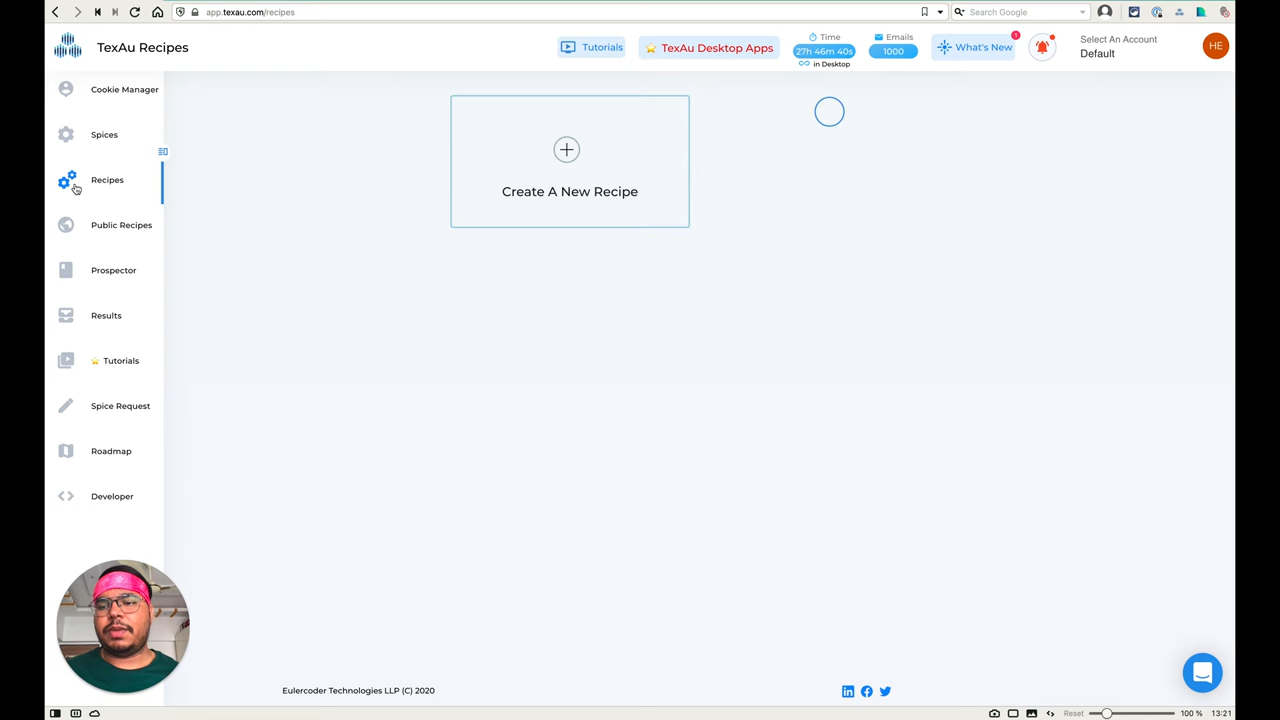 app.texau.com/recipes
Search Google
TexAu Recipes
Tutorials
TexAu Desktop Apps
Time
27h 46m 40s
in Desktop
Emails
1000
What's New
1
Select An Account
Default
HE
Cookie Manager
Spices
Recipes
Public Recipes
Prospector
Results
Tutorials
Spice Request
Roadmap
Developer
Create A New Recipe
Eulercoder Technologies LLP (C) 2020
Reset
100 %
13:21